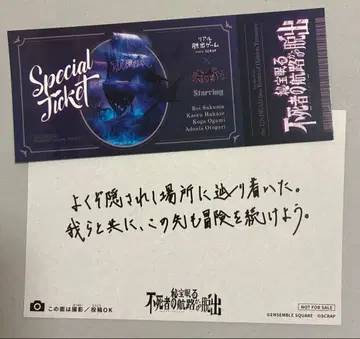 Special
Ticket
リアル
脱出ゲーム
Starring
Rei Sakuma
Kaoru Hakaze
Koga Ogami
Adonis Otogari
秘宝眠る
不死者の航路から脱出
よくぞ隠されし場所に辿り着いた。
我らと共に、この先も冒険を続けよう。
この面は撮影/投稿OK
秘宝眠る
不死者の航路から脱出
NOT FOR SALE
©ENSEMBLE SQUARE ©SCRAP